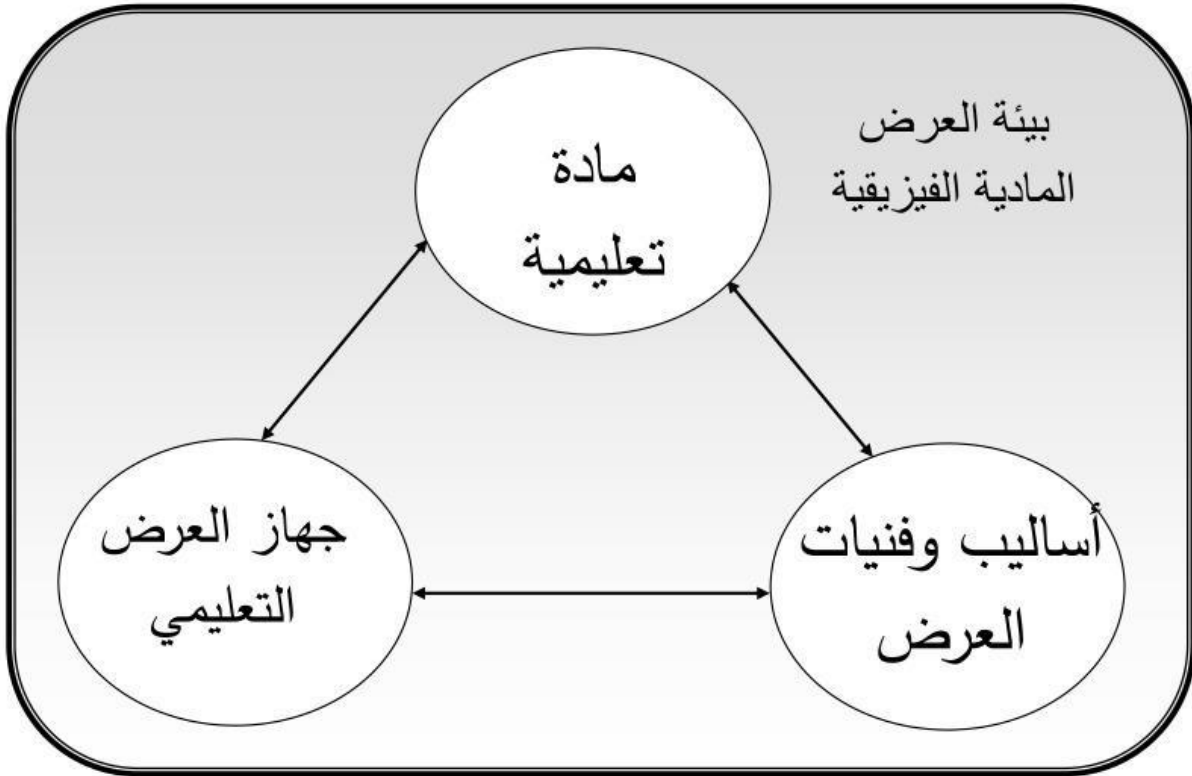 بيئة العرض
المادية الفيزيقية
مادة
تعليمية
أساليب وفنيات
العرض
جهاز العرض
التعليمي